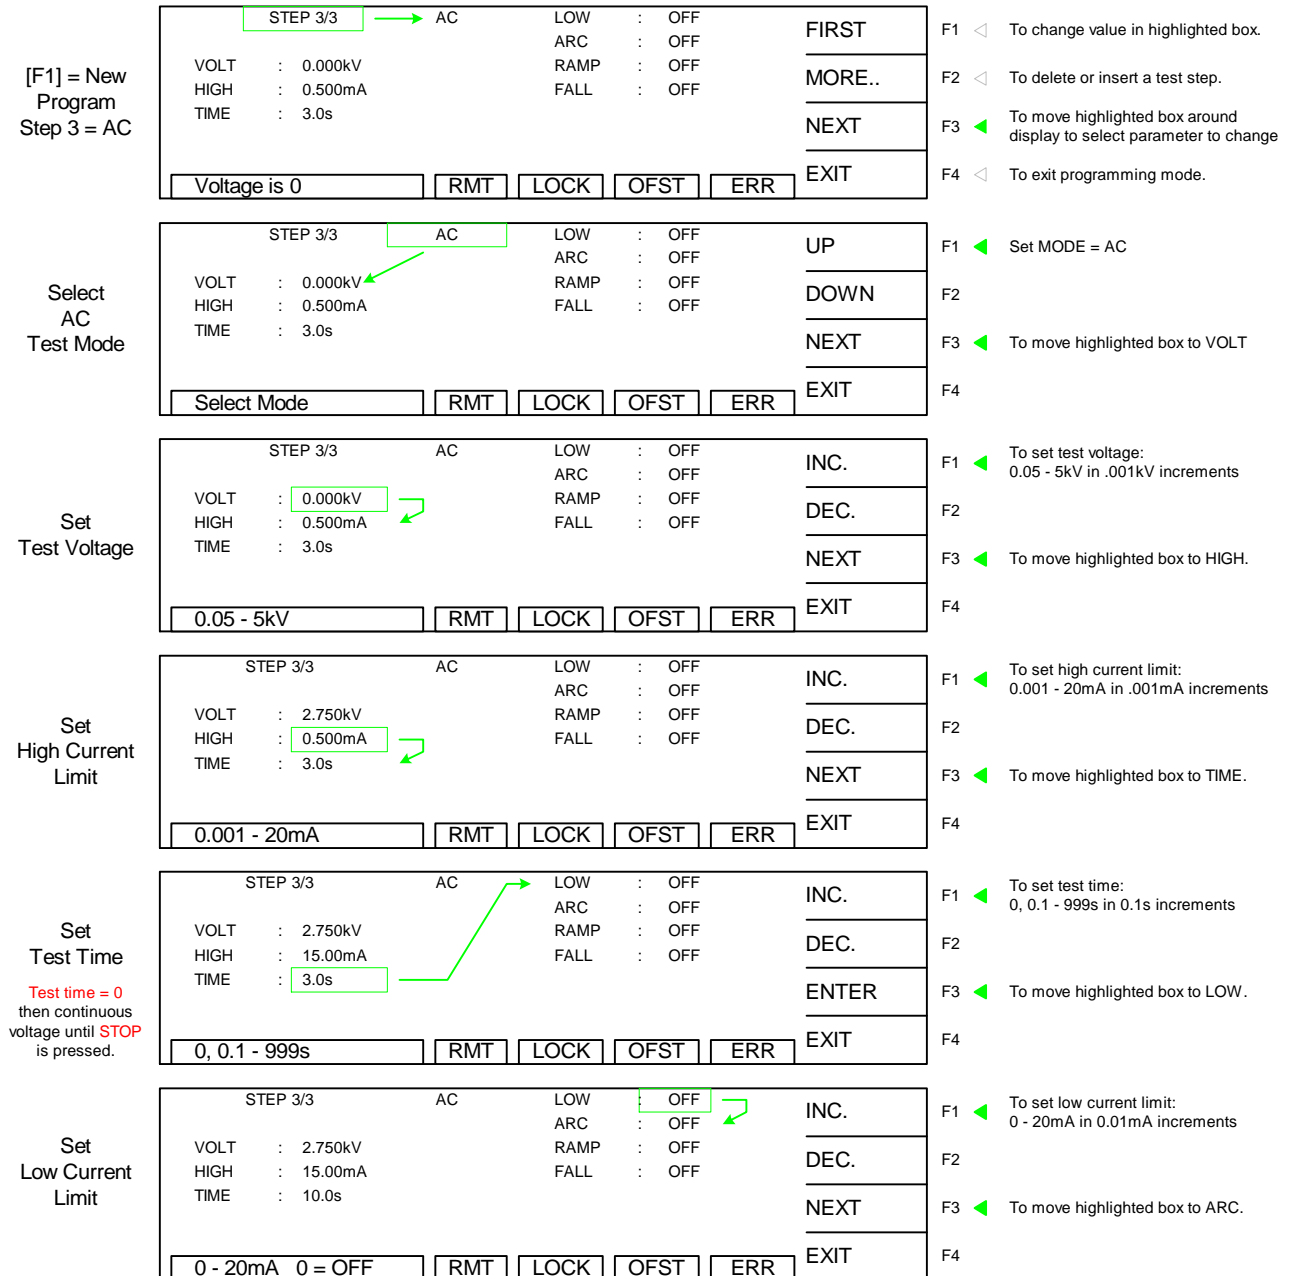 [F1] = New
Program
Step 3 = AC
STEP 3/3 AC LOW : OFF
ARC : OFF
VOLT : 0.000kV RAMP : OFF
HIGH : 0.500mA FALL : OFF
TIME : 3.0s
Voltage is 0 RMT LOCK OFST ERR
FIRST F1 To change value in highlighted box.
MORE.. F2 To delete or insert a test step.
NEXT F3 To move highlighted box around
display to select parameter to change
EXIT F4 To exit programming mode.
Select
AC
Test Mode
STEP 3/3 AC LOW : OFF
ARC : OFF
VOLT : 0.000kV RAMP : OFF
HIGH : 0.500mA FALL : OFF
TIME : 3.0s
Select Mode RMT LOCK OFST ERR
UP F1 Set MODE = AC
DOWN F2
NEXT F3 To move highlighted box to VOLT
EXIT F4
Set
Test Voltage
STEP 3/3 AC LOW : OFF
ARC : OFF
VOLT : 0.000kV RAMP : OFF
HIGH : 0.500mA FALL : OFF
TIME : 3.0s
0.05 - 5kV RMT LOCK OFST ERR
INC. F1 To set test voltage:
0.05 - 5kV in .001kV increments
DEC. F2
NEXT F3 To move highlighted box to HIGH.
EXIT F4
Set
High Current
Limit
STEP 3/3 AC LOW : OFF
ARC : OFF
VOLT : 2.750kV RAMP : OFF
HIGH : 0.500mA FALL : OFF
TIME : 3.0s
0.001 - 20mA RMT LOCK OFST ERR
INC. F1 To set high current limit:
0.001 - 20mA in .001mA increments
DEC. F2
NEXT F3 To move highlighted box to TIME.
EXIT F4
Set
Test Time
Test time = 0
then continuous
voltage until STOP
is pressed.
STEP 3/3 AC LOW : OFF
ARC : OFF
VOLT : 2.750kV RAMP : OFF
HIGH : 15.00mA FALL : OFF
TIME : 3.0s
0, 0.1 - 999s RMT LOCK OFST ERR
INC. F1 To set test time:
0, 0.1 - 999s in 0.1s increments
DEC. F2
ENTER F3 To move highlighted box to LOW.
EXIT F4
Set
Low Current
Limit
STEP 3/3 AC LOW : OFF
ARC : OFF
VOLT : 2.750kV RAMP : OFF
HIGH : 15.00mA FALL : OFF
TIME : 10.0s
0 - 20mA 0 = OFF RMT LOCK OFST ERR
INC. F1 To set low current limit:
0 - 20mA in 0.01mA increments
DEC. F2
NEXT F3 To move highlighted box to ARC.
EXIT F4